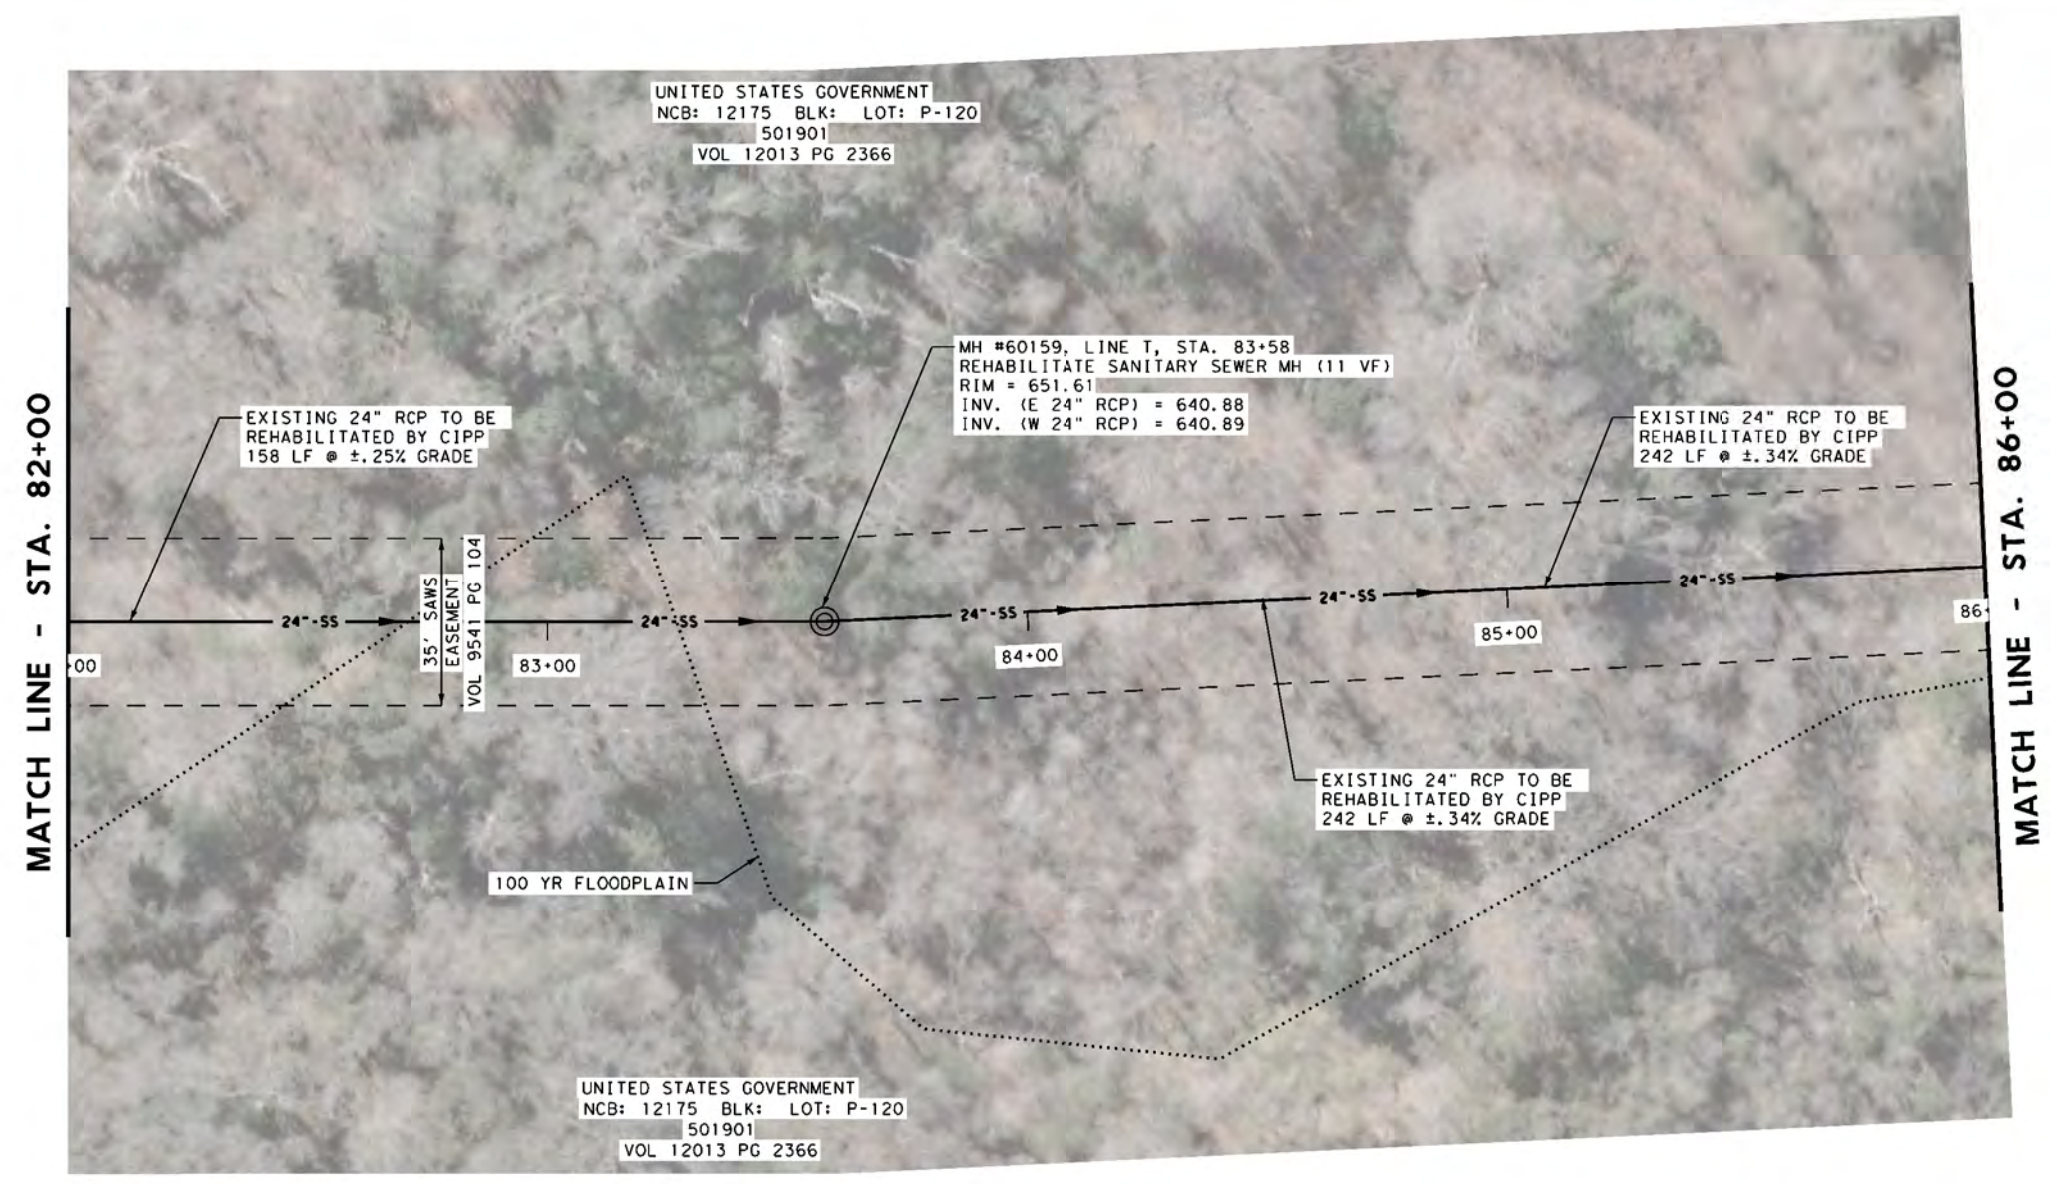 UNITED STATES GOVERNMENT
NCB: 12175 BLK: LOT: P-120
501901
VOL 12013 PG 2366
MATCH LINE - STA. 82+00
EXISTING 24" RCP TO BE
REHABILITATED BY CIPP
158 LF @ ±.25% GRADE
MH #60159, LINE T, STA. 83+58
REHABILITATE SANITARY SEWER MH (11 VF)
RIM = 651.61
INV. (E 24" RCP) = 640.88
INV. (W 24" RCP) = 640.89
EXISTING 24" RCP TO BE
REHABILITATED BY CIPP
242 LF @ ±.34% GRADE
MATCH LINE - STA. 86+00
35' SAWS
EASEMENT
VOL 9541 PG 104
24"-SS
24"-SS
24"-SS
24"-SS
24"-SS
+00
83+00
84+00
85+00
86+
EXISTING 24" RCP TO BE
REHABILITATED BY CIPP
242 LF @ ±.34% GRADE
100 YR FLOODPLAIN
UNITED STATES GOVERNMENT
NCB: 12175 BLK: LOT: P-120
501901
VOL 12013 PG 2366